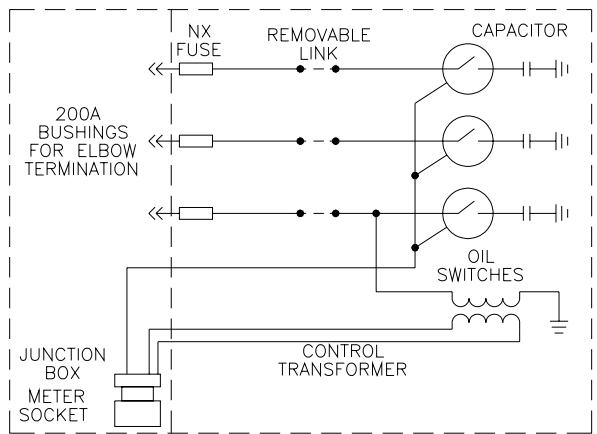 NX
FUSE
REMOVABLE
LINK
CAPACITOR
200A
BUSHINGS
FOR ELBOW
TERMINATION
OIL
SWITCHES
CONTROL
TRANSFORMER
JUNCTION
BOX
METER
SOCKET